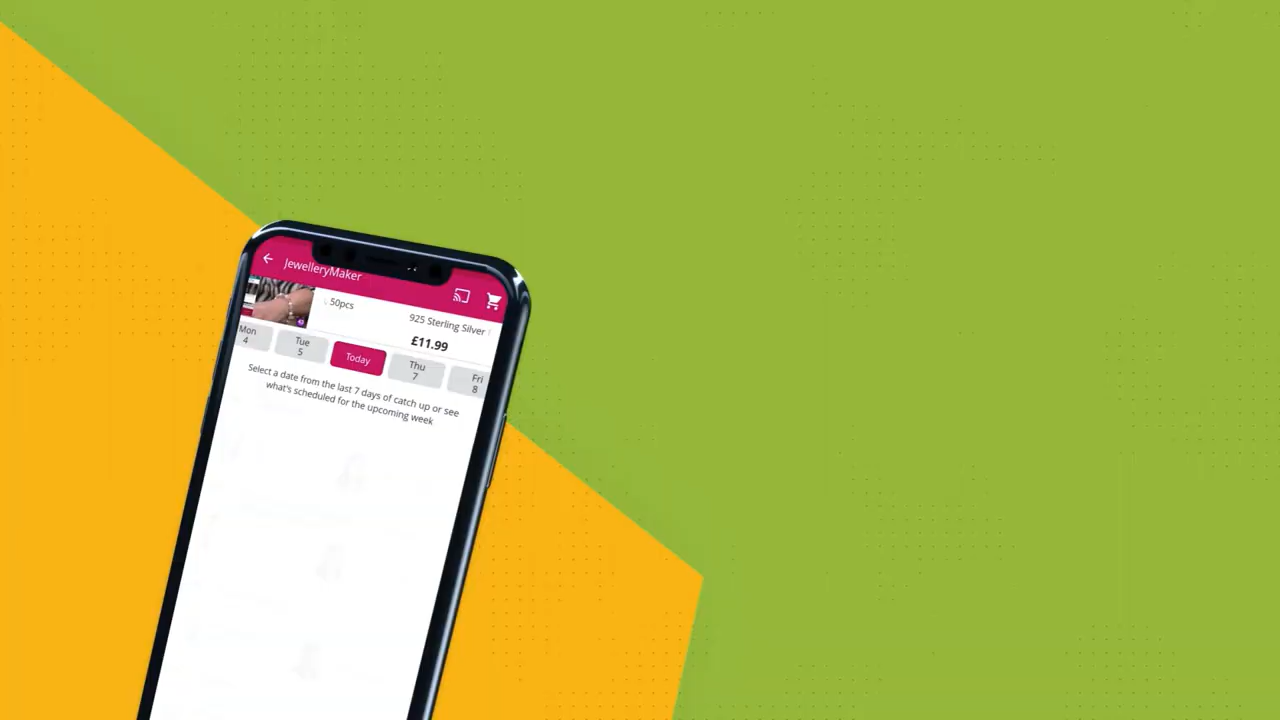 JewelleryMaker
50pcs
925 Sterling Silver
£11.99
Mon
4
Tue
5
Today
Thu
7
Fri
8
Select a date from the last 7 days of catch up or see
what's scheduled for the upcoming week